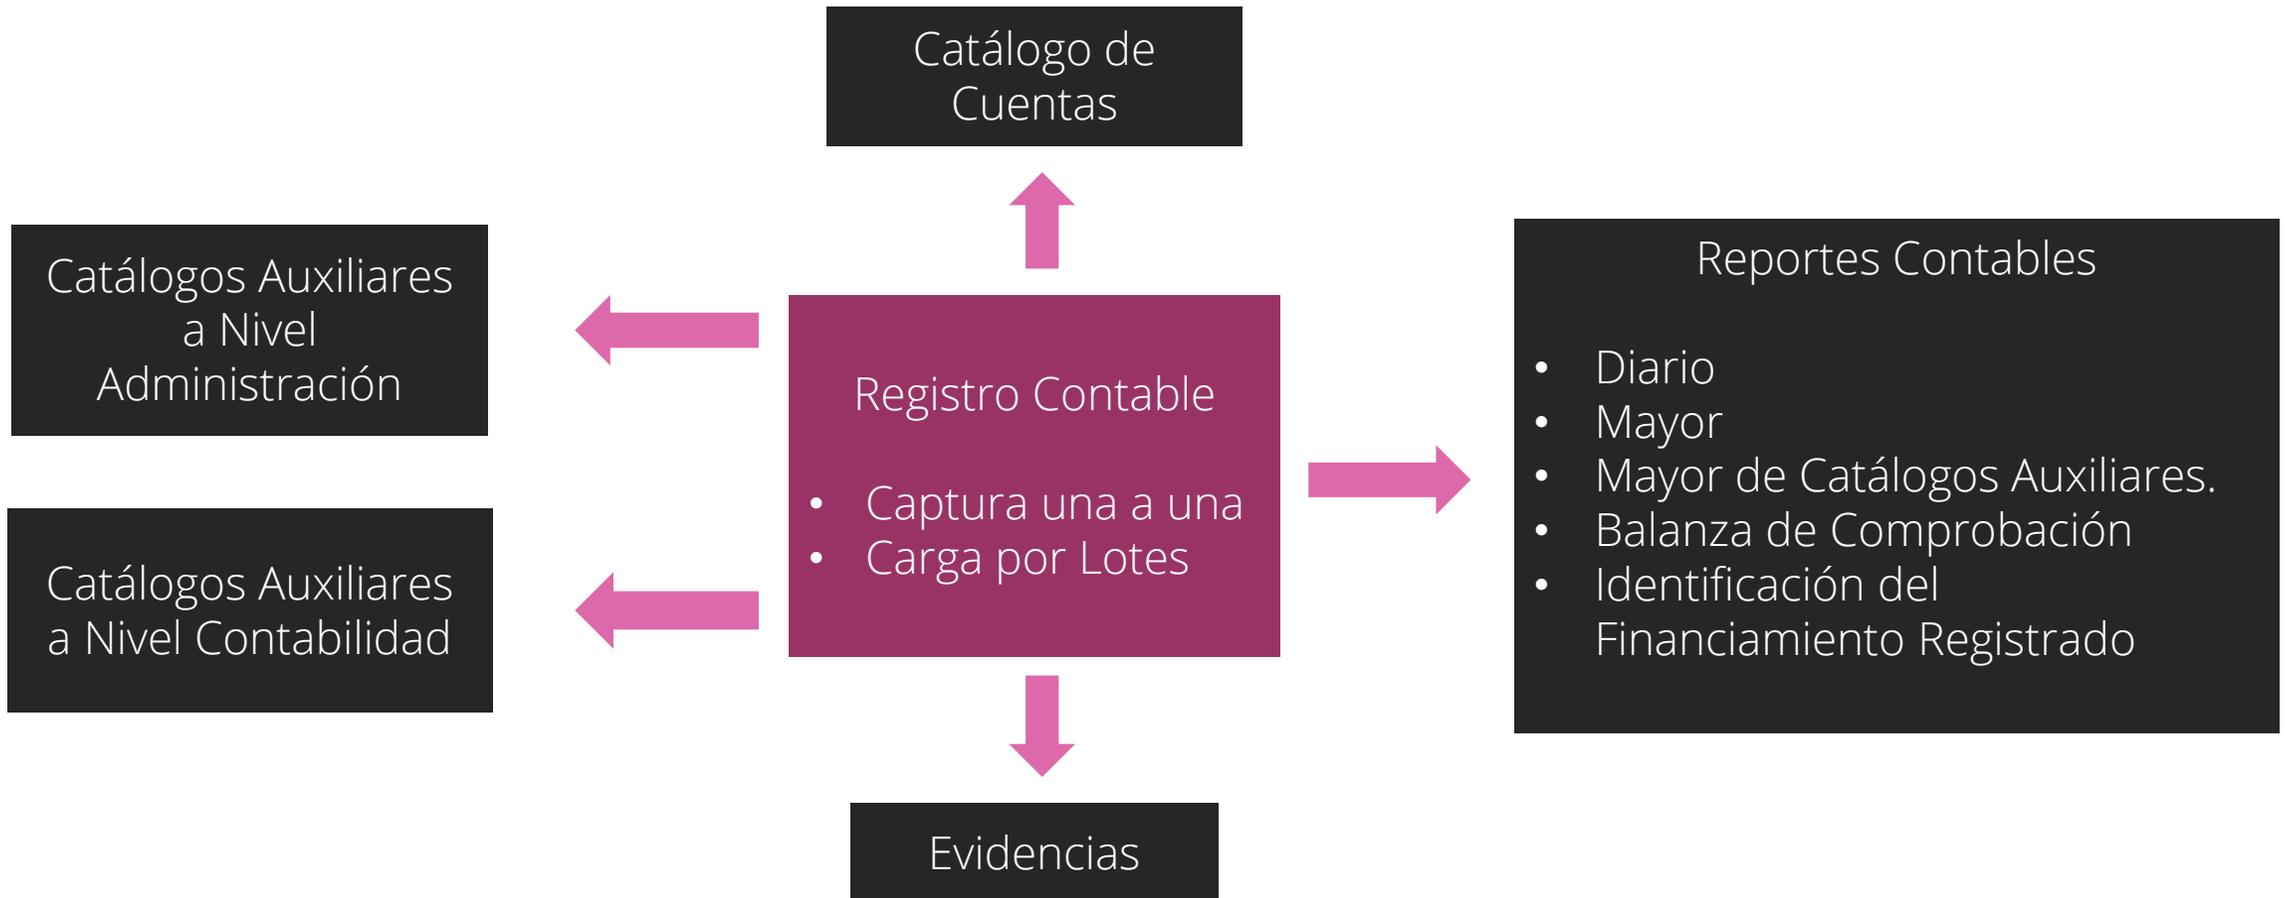 Catálogo de
Cuentas
Catálogos Auxiliares
a Nivel
Administración
Catálogos Auxiliares
a Nivel Contabilidad
Registro Contable
• Captura una a una
• Carga por Lotes
Reportes Contables
• Diario
• Mayor
• Mayor de Catálogos Auxiliares.
• Balanza de Comprobación
• Identificación del
Financiamiento Registrado
Evidencias